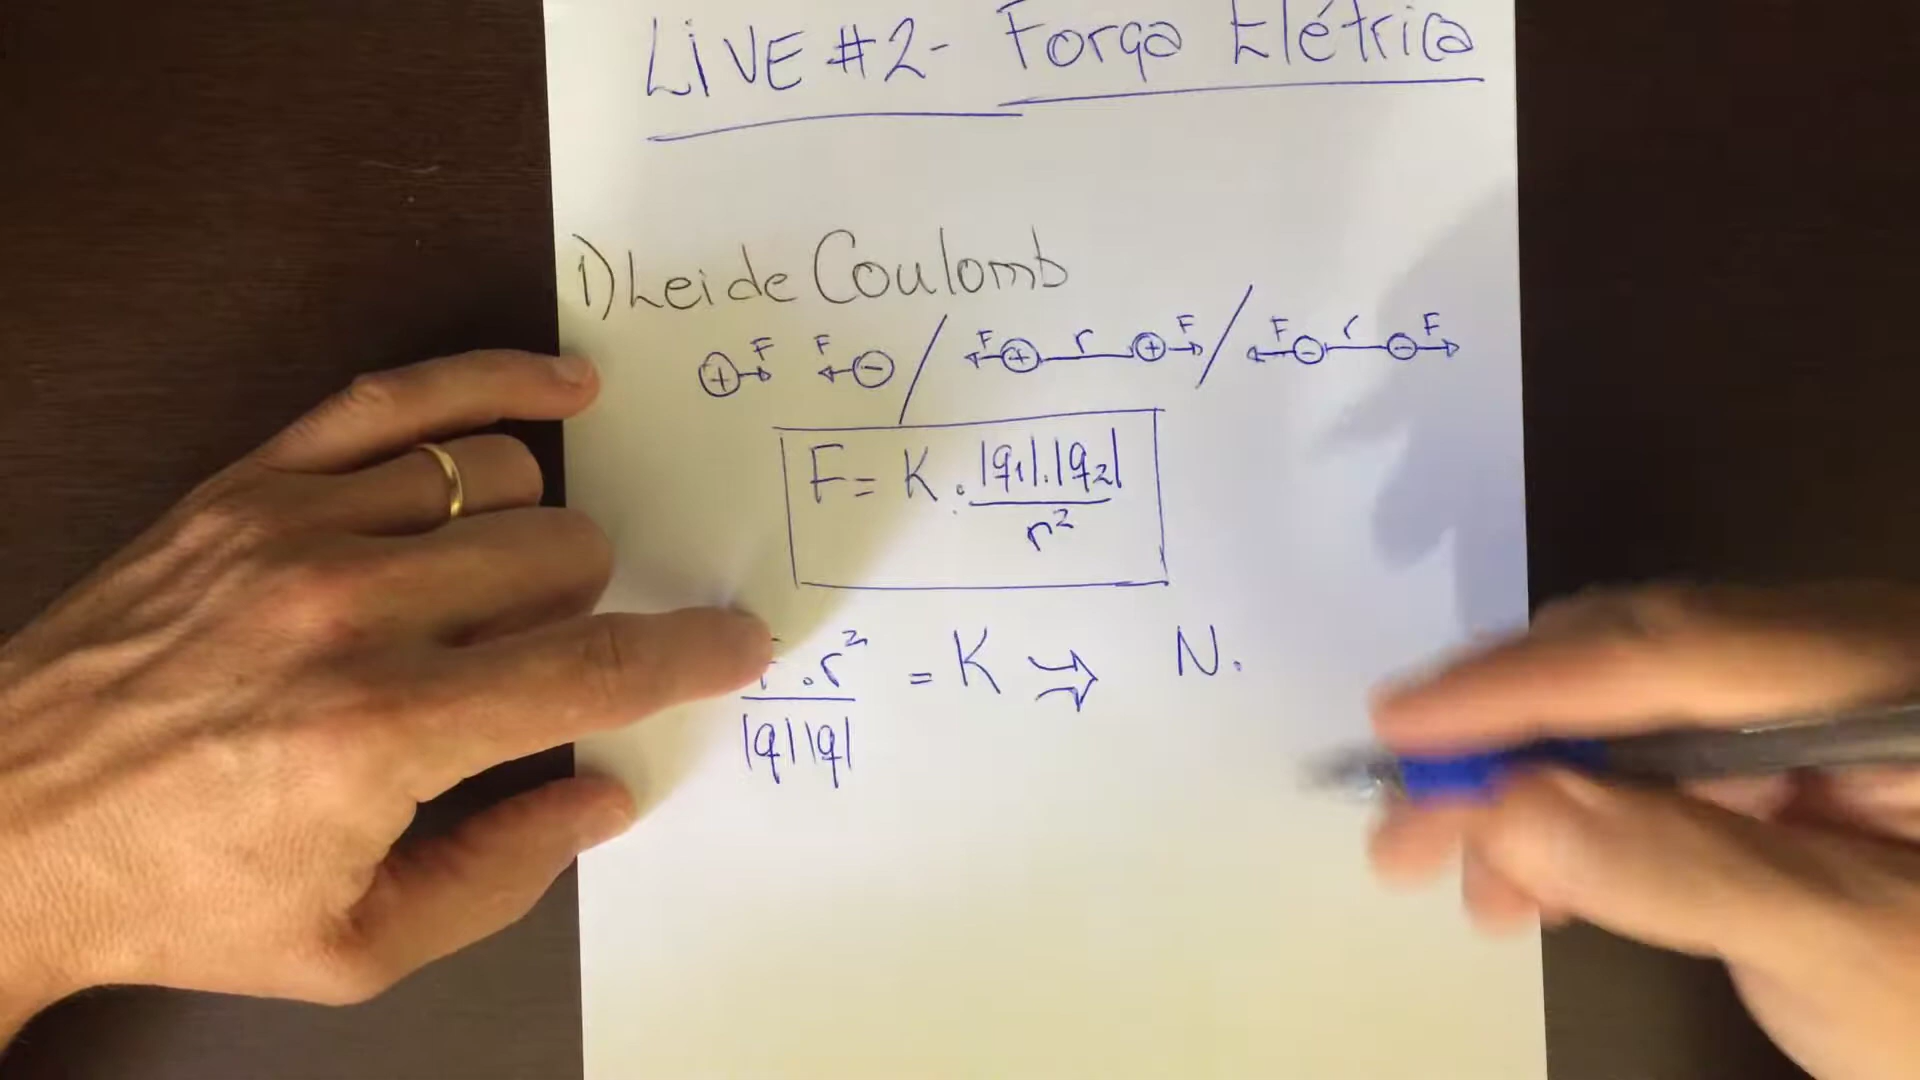 LIVE #2 - Força Elétrica
1) Lei de Coulomb
+ F F - / F + r + F / F - r - F
F = K . |q1|.|q2|
r²
. r² = K → N.
|q||q|